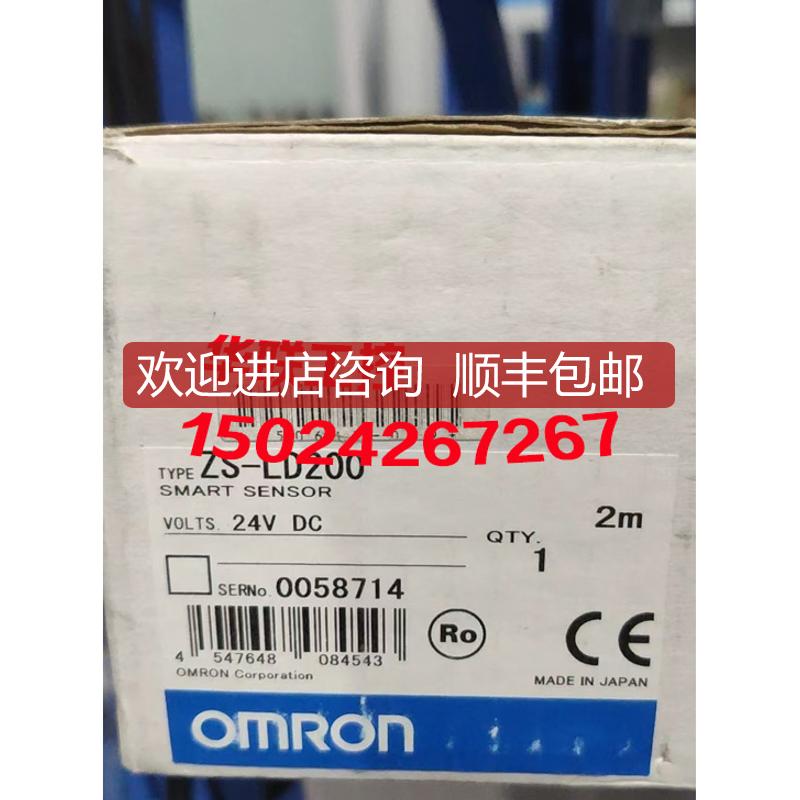 欢迎进店咨询 顺丰包邮
15024267267
TYPE ZS-LD200
SMART SENSOR
VOLTS. 24V DC
2m
QTY. 1
SERNo. 0058714
Ro
CE
4 547648 084543
OMRON Corporation
MADE IN JAPAN
OMRON